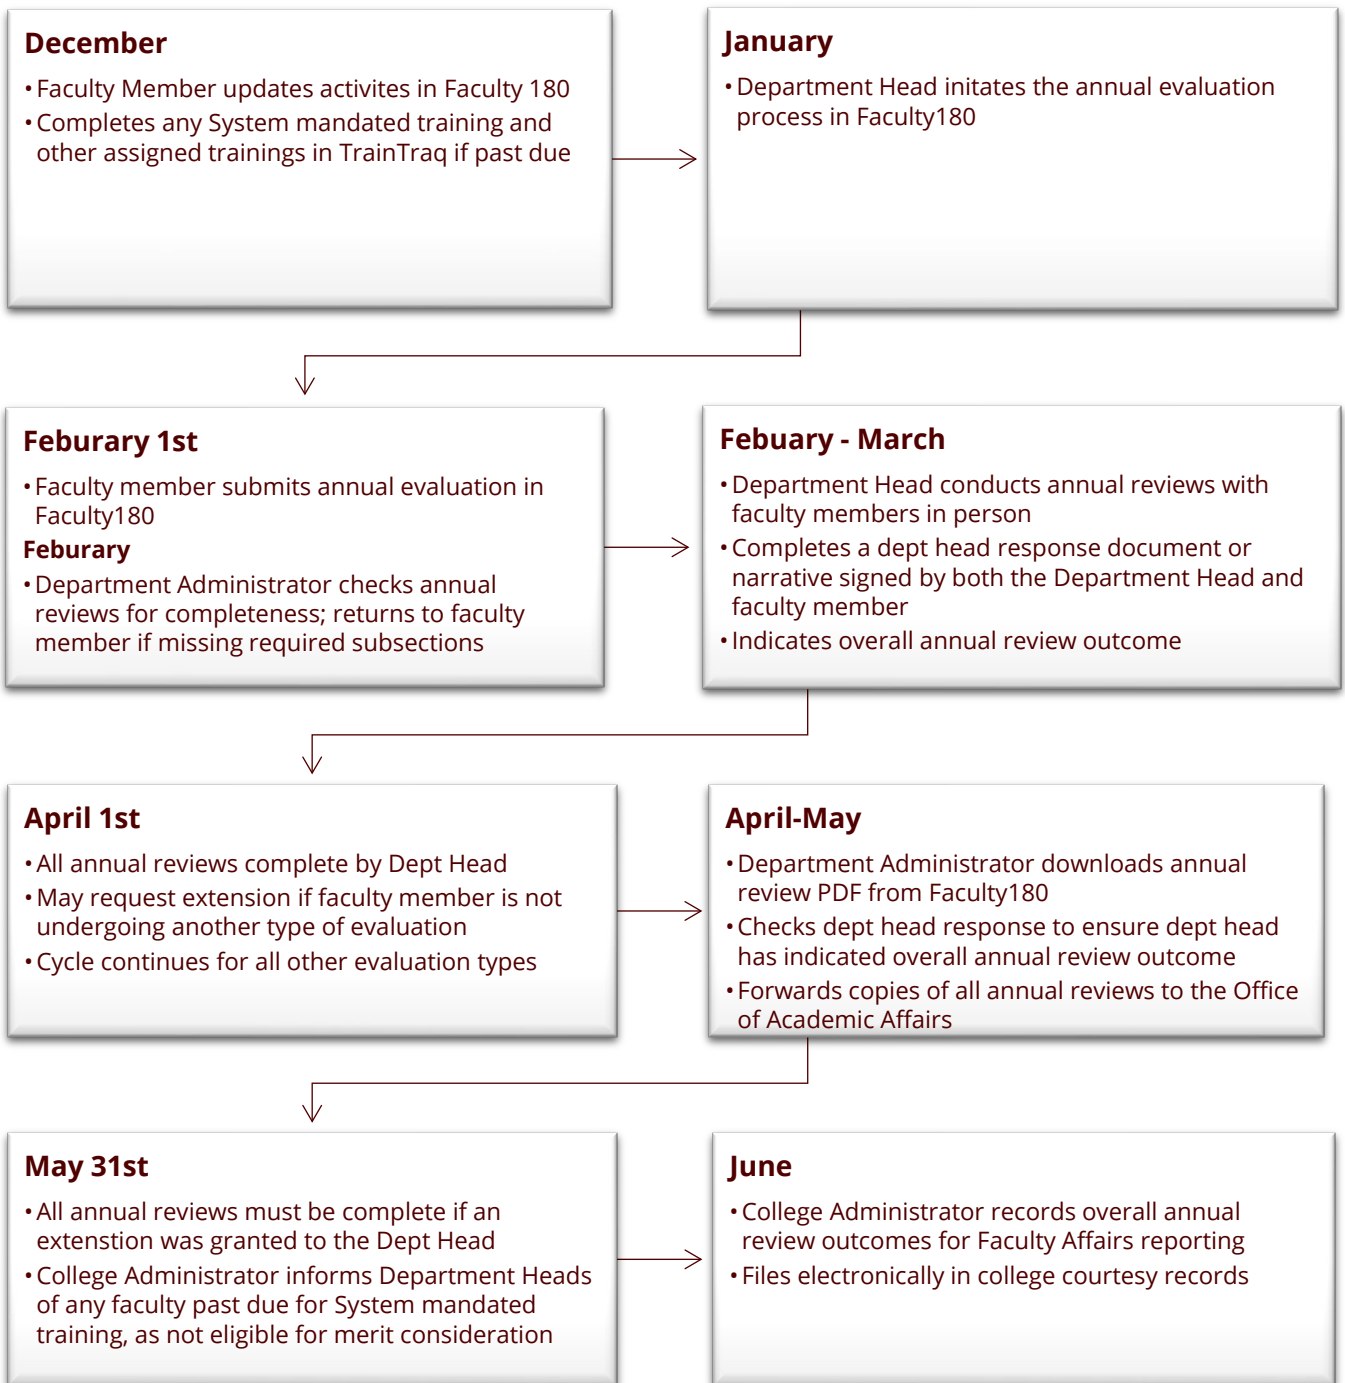 December
• Faculty Member updates activites in Faculty 180
• Completes any System mandated training and
other assigned trainings in TrainTraq if past due
January
• Department Head initates the annual evaluation
process in Faculty180
Feburary 1st
• Faculty member submits annual evaluation in
Faculty180
Feburary
• Department Administrator checks annual
reviews for completeness; returns to faculty
member if missing required subsections
Febuary - March
• Department Head conducts annual reviews with
faculty members in person
• Completes a dept head response document or
narrative signed by both the Department Head and
faculty member
• Indicates overall annual review outcome
April 1st
• All annual reviews complete by Dept Head
• May request extension if faculty member is not
undergoing another type of evaluation
• Cycle continues for all other evaluation types
April-May
• Department Administrator downloads annual
review PDF from Faculty180
• Checks dept head response to ensure dept head
has indicated overall annual review outcome
• Forwards copies of all annual reviews to the Office
of Academic Affairs
May 31st
• All annual reviews must be complete if an
extenstion was granted to the Dept Head
• College Administrator informs Department Heads
of any faculty past due for System mandated
training, as not eligible for merit consideration
June
• College Administrator records overall annual
review outcomes for Faculty Affairs reporting
• Files electronically in college courtesy records